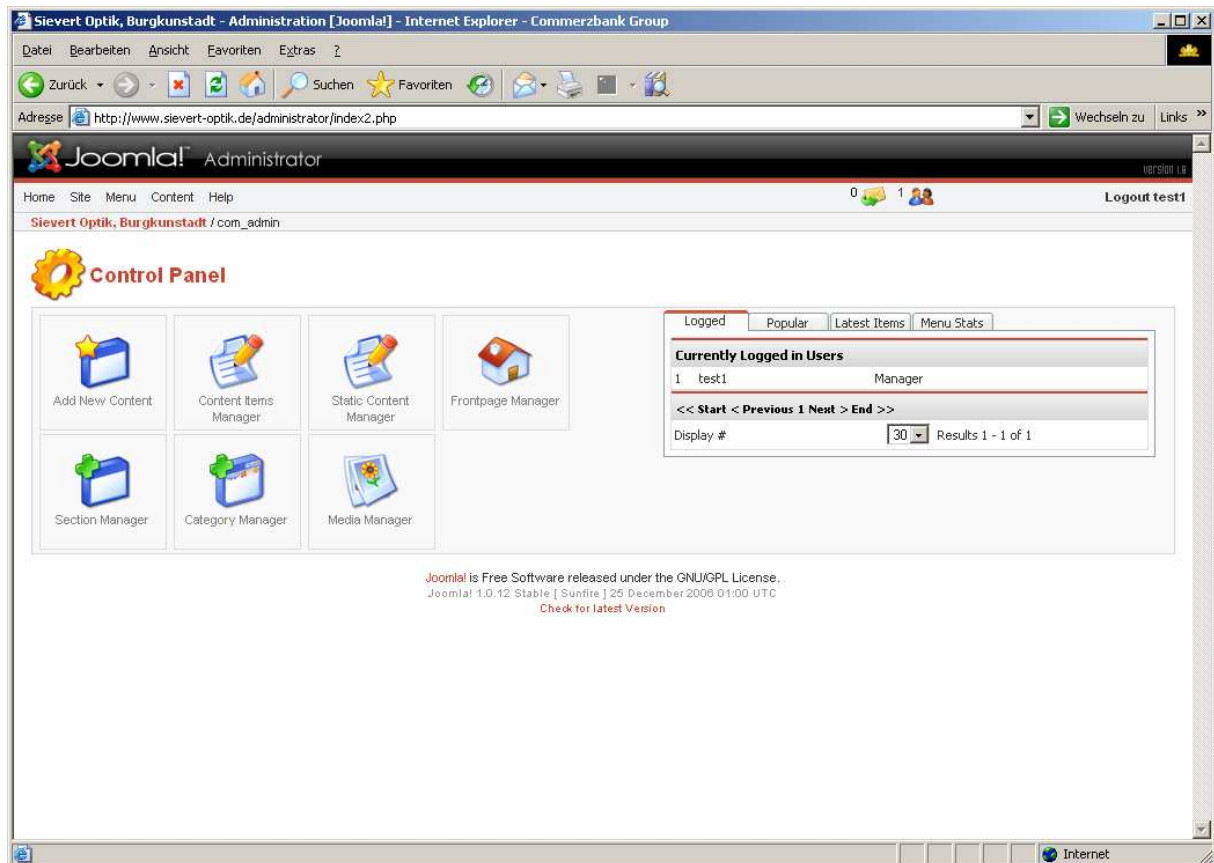 Sievert Optik, Burgkunstadt - Administration [Joomla!] - Internet Explorer - Commerzbank Group
Datei Bearbeiten Ansicht Favoriten Extras ?
Zurück Suchen Favoriten
Adresse http://www.sievert-optik.de/administrator/index2.php Wechseln zu Links »
Joomla!™ Administrator
version 1.0
Home Site Menu Content Help 0 1 Logout test1
Sievert Optik, Burgkunstadt / com_admin
Control Panel
Add New Content
Content Items Manager
Static Content Manager
Frontpage Manager
Section Manager
Category Manager
Media Manager
Logged Popular Latest Items Menu Stats
Currently Logged in Users
1 test1 Manager
<< Start < Previous 1 Next > End >>
Display # 30 Results 1 - 1 of 1
Joomla! is Free Software released under the GNU/GPL License.
Joomla! 1.0.12 Stable [ Sunfire ] 25 December 2006 01:00 UTC
Check for latest Version
Internet